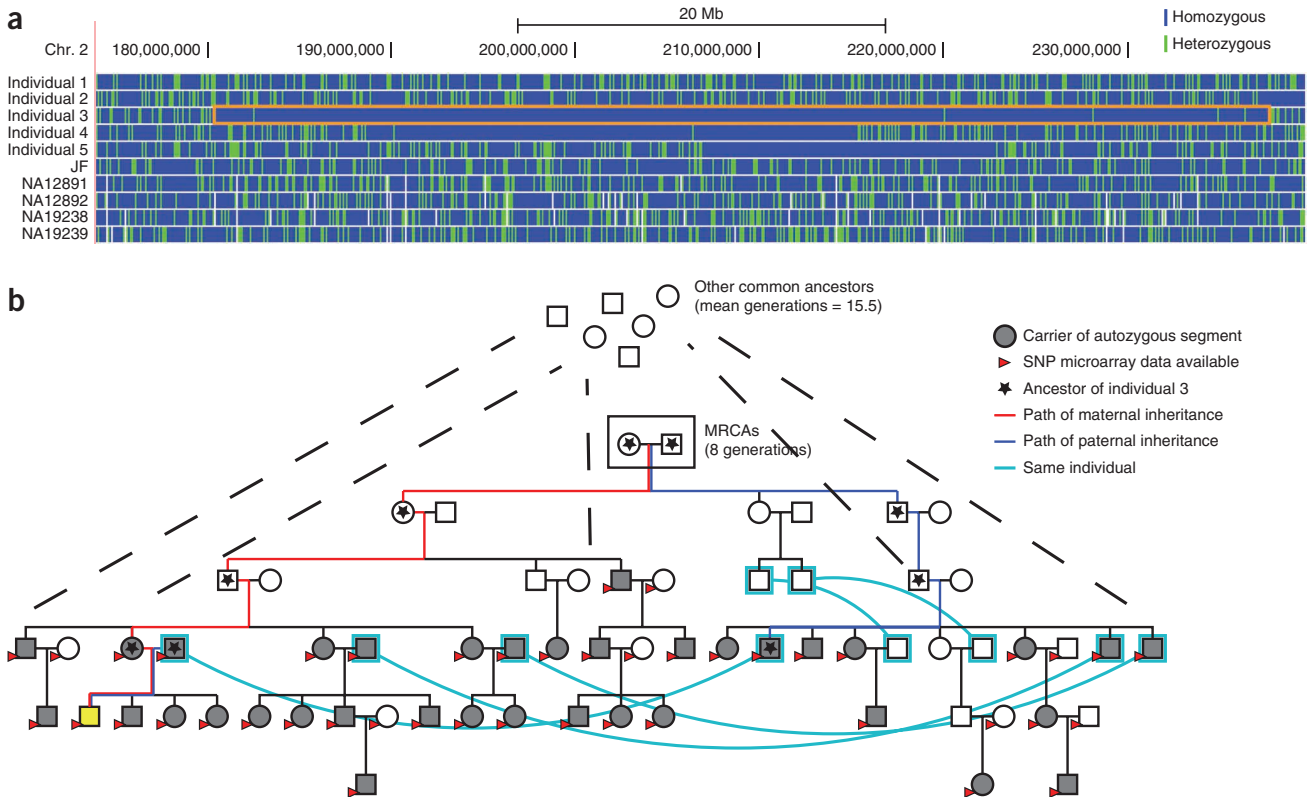 a
20 Mb
Homozygous
Heterozygous
Chr. 2 180,000,000 190,000,000 200,000,000 210,000,000 220,000,000 230,000,000
Individual 1
Individual 2
Individual 3
Individual 4
Individual 5
JF
NA12891
NA12892
NA19238
NA19239
b
Other common ancestors
(mean generations = 15.5)
Carrier of autozygous segment
SNP microarray data available
Ancestor of individual 3
Path of maternal inheritance
Path of paternal inheritance
Same individual
MRCAs
(8 generations)